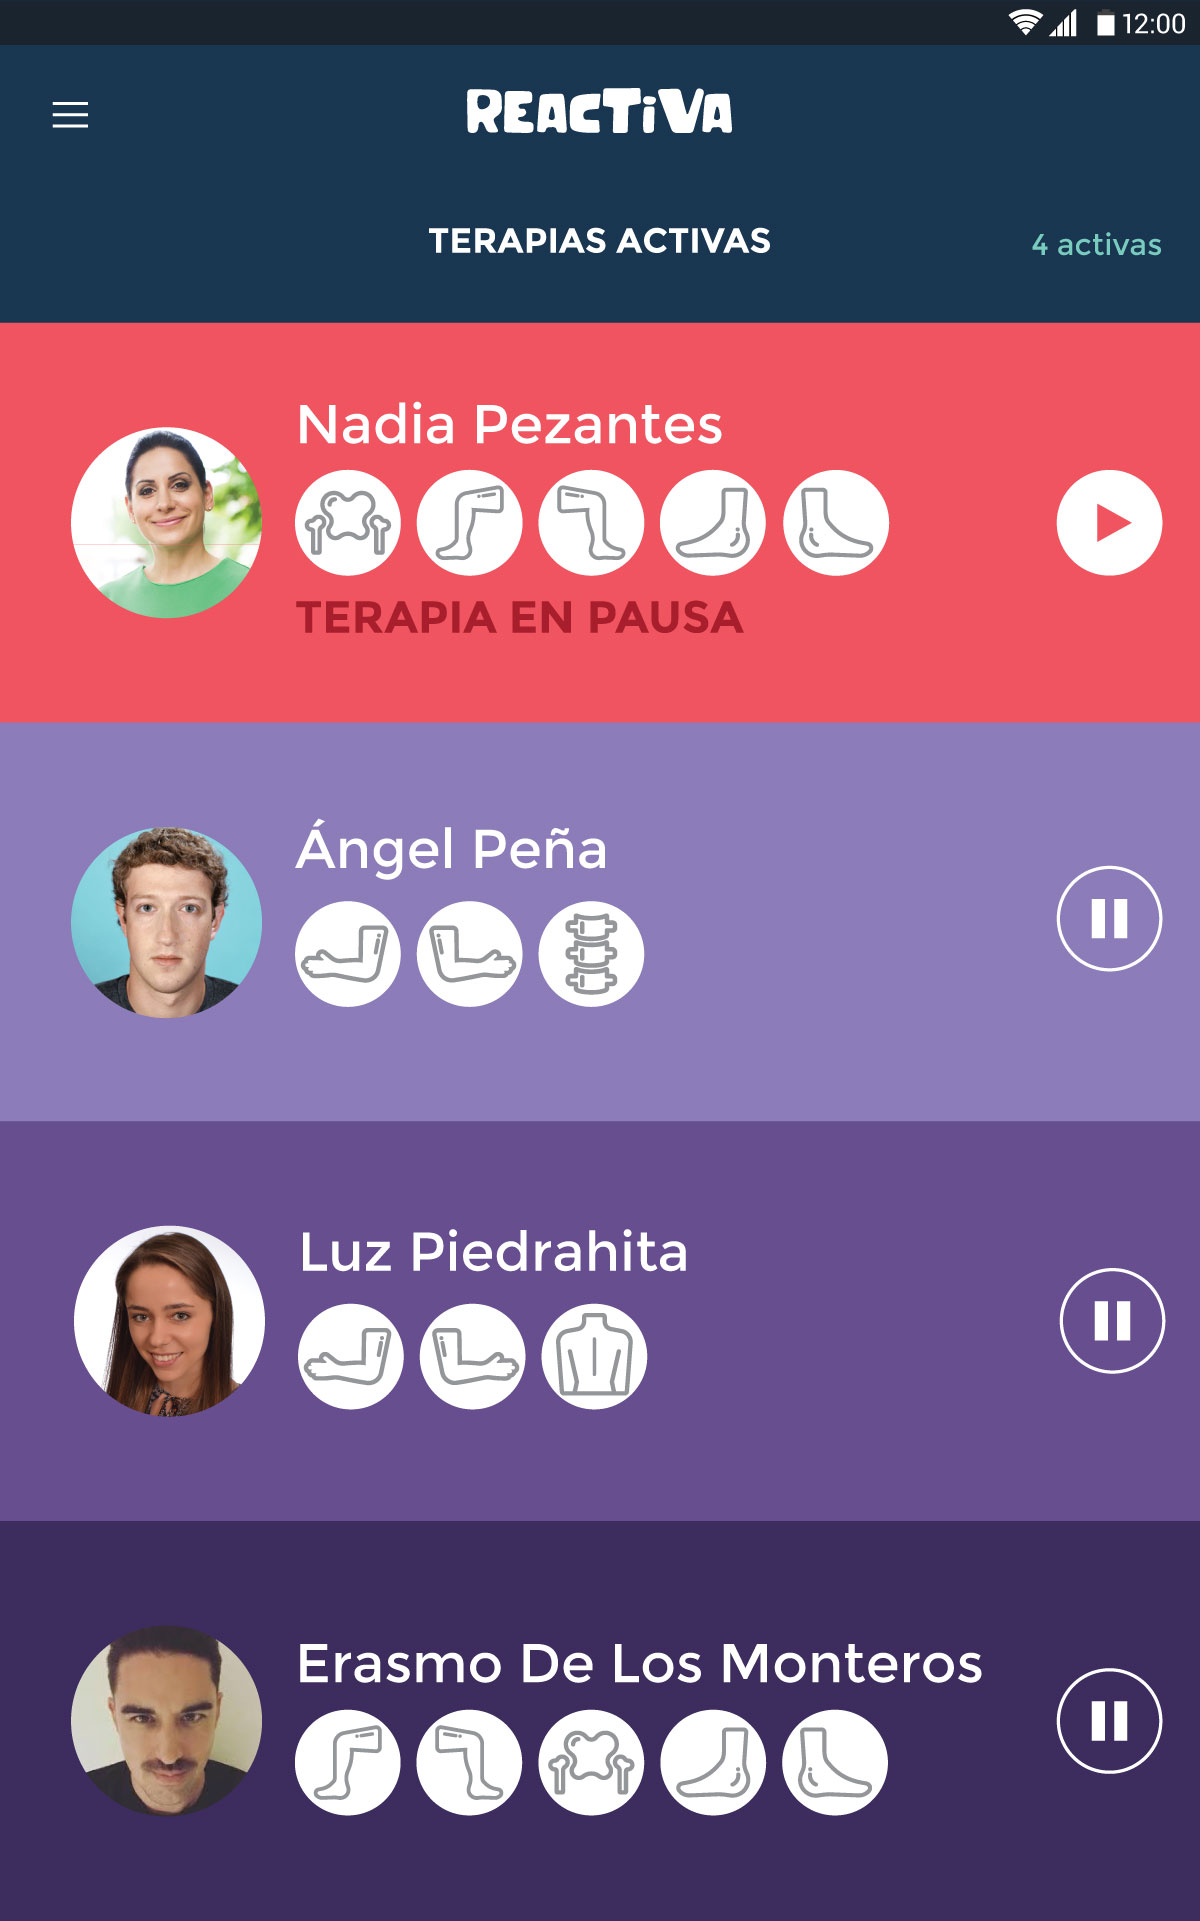 12:00
REACTiVA
TERAPIAS ACTIVAS
4 activas
Nadia Pezantes
TERAPIA EN PAUSA
Ángel Peña
Luz Piedrahita
Erasmo De Los Monteros